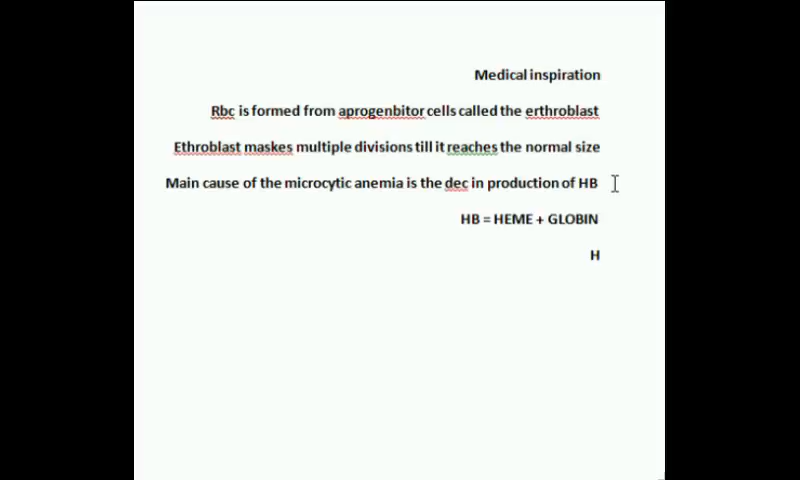 Medical inspiration
Rbc is formed from aprogenbitor cells called the erthroblast
Ethroblast maskes multiple divisions till it reaches the normal size
Main cause of the microcytic anemia is the dec in production of HB
HB = HEME + GLOBIN
H